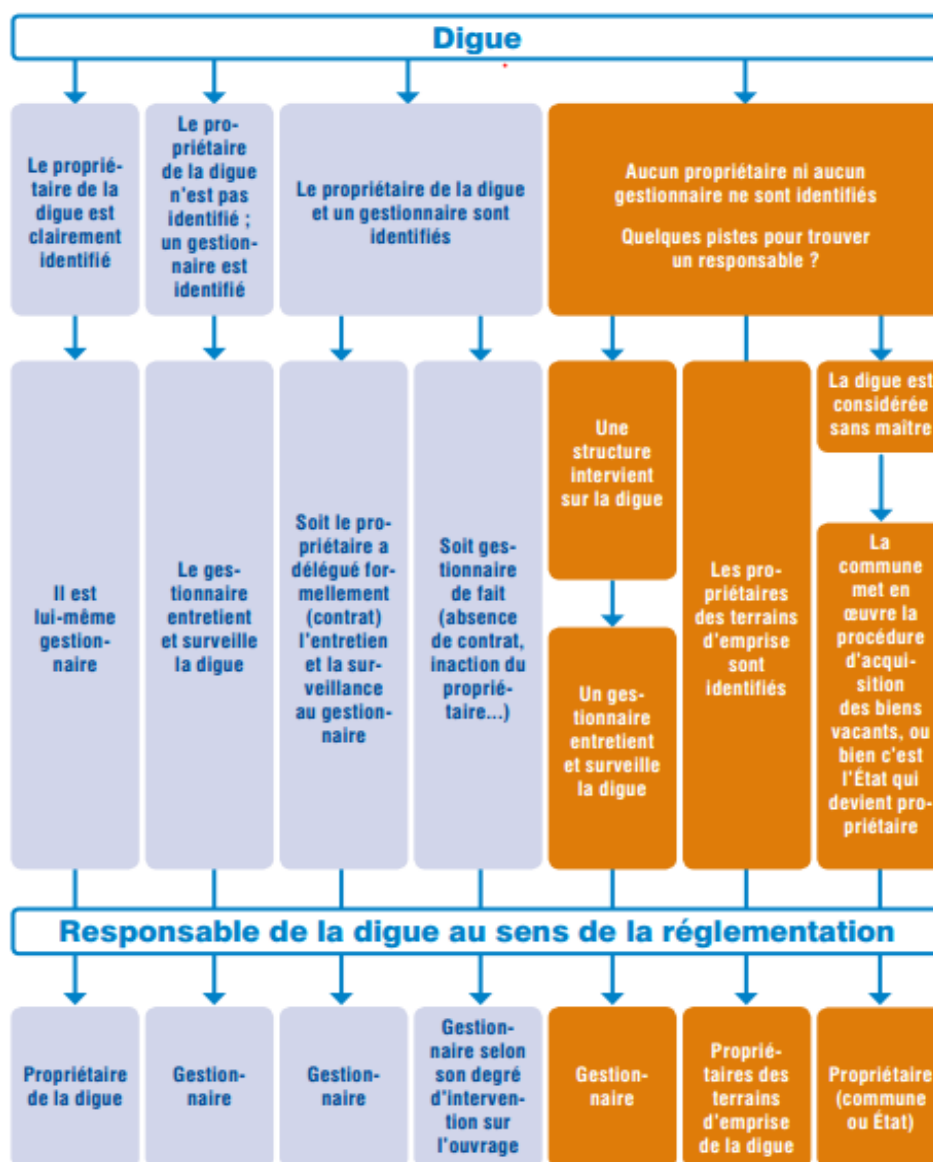 Digue
Le proprié-
taire de la
digue est
clairement
identifié
Le pro-
priétaire
de la digue
n'est pas
identifié ;
un gestion-
naire est
identifié
Le propriétaire de la digue
et un gestionnaire sont
identifiés
Aucun propriétaire ni aucun
gestionnaire ne sont identifiés
Quelques pistes pour trouver
un responsable ?
Il est
lui-même
gestion-
naire
Le ges-
tionnaire
entretient
et surveille
la digue
Soit le pro-
priétaire a
délégué for-
mellement
(contrat)
l'entretien
et la sur-
veillance
au gestion-
naire
Soit ges-
tionnaire
de fait
(absence
de contrat,
inaction du
proprié-
taire...)
Une
structure
intervient
sur la digue
Un ges-
tionnaire
entretient
et surveille
la digue
Les pro-
priétaires
des terrains
d'emprise
sont
identifiés
La digue est
considérée
sans maître
La
commune
met en
œuvre la
procédure
d'acqui-
sition
des biens
vacants, ou
bien c'est
l'État qui
devient pro-
priétaire
Responsable de la digue au sens de la réglementation
Propriétaire
de la digue
Gestion-
naire
Gestion-
naire
Gestion-
naire selon
son degré
d'interven-
tion sur
l'ouvrage
Gestion-
naire
Proprié-
taires des
terrains
d'emprise
de la digue
Propriétaire
(commune
ou État)